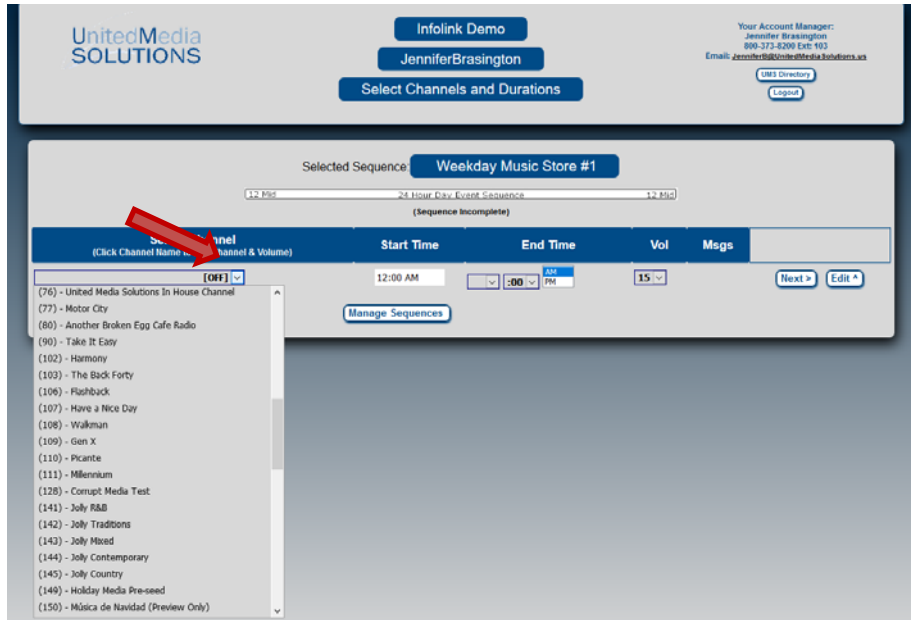 UnitedMedia
SOLUTIONS
Infolink Demo
JenniferBrasington
Select Channels and Durations
Your Account Manager:
Jennifer Brasington
800-373-8200 Ext: 103
Email: JenniferB@UnitedMediaSolutions.us
UMS Directory
Logout
Selected Sequence: Weekday Music Store #1
12 Mid 24 Hour Day Event Sequence 12 Mid
(Sequence Incomplete)
(Click Channel Name & Volume)
Start Time
End Time
Vol
Msgs
[OFF]
12:00 AM
:00
AM
PM
15
Next >
Edit ^
Manage Sequences
(76) - United Media Solutions In House Channel
(77) - Motor City
(80) - Another Broken Egg Cafe Radio
(90) - Take It Easy
(102) - Harmony
(103) - The Back Forty
(106) - Flashback
(107) - Have a Nice Day
(108) - Walkman
(109) - Gen X
(110) - Picante
(111) - Millennium
(128) - Corrupt Media Test
(141) - Jolly R&B
(142) - Jolly Traditions
(143) - Jolly Mixed
(144) - Jolly Contemporary
(145) - Jolly Country
(149) - Holiday Media Pre-seed
(150) - Música de Navidad (Preview Only)